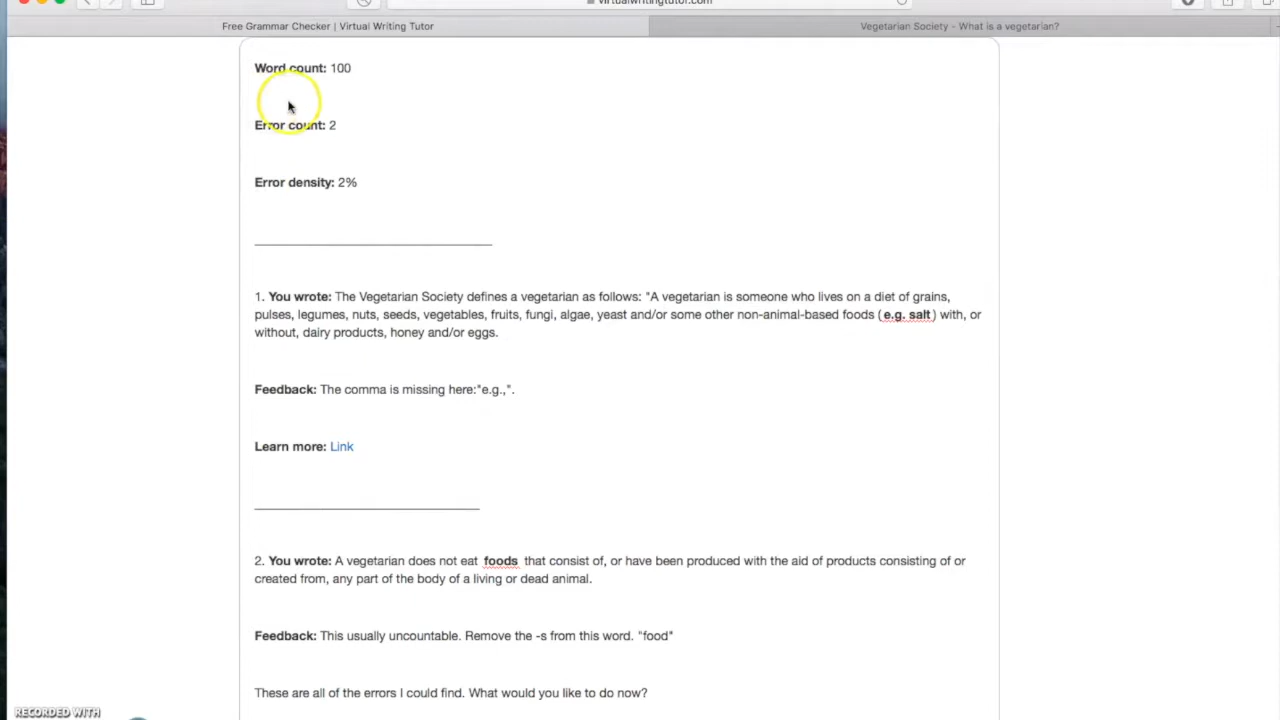 virtualwritingtutor.com
Free Grammar Checker | Virtual Writing Tutor
Vegetarian Society - What is a vegetarian?
Word count: 100
Error count: 2
Error density: 2%
1. You wrote: The Vegetarian Society defines a vegetarian as follows: "A vegetarian is someone who lives on a diet of grains,
pulses, legumes, nuts, seeds, vegetables, fruits, fungi, algae, yeast and/or some other non-animal-based foods ( e.g. salt ) with, or
without, dairy products, honey and/or eggs.
Feedback: The comma is missing here:"e.g.,".
Learn more: Link
2. You wrote: A vegetarian does not eat foods that consist of, or have been produced with the aid of products consisting of or
created from, any part of the body of a living or dead animal.
Feedback: This usually uncountable. Remove the -s from this word. "food"
These are all of the errors I could find. What would you like to do now?
RECORDED WITH